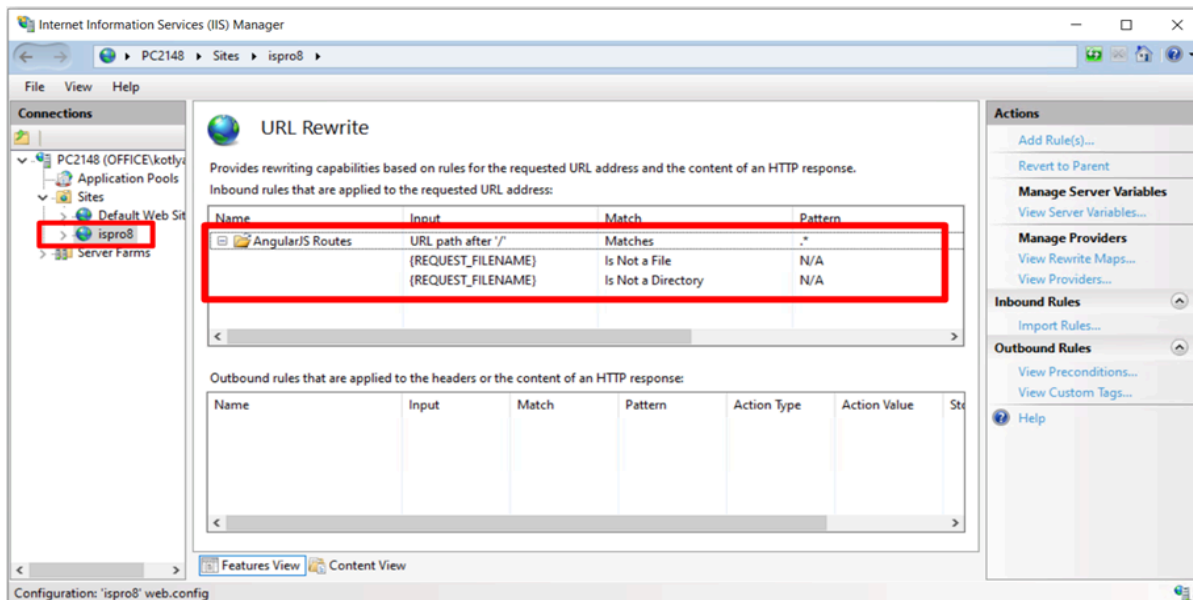 Internet Information Services (IIS) Manager
PC2148 Sites ispro8
File View Help
Connections
PC2148 (OFFICE\kotlya
Application Pools
Sites
Default Web Sit
ispro8
Server Farms
URL Rewrite
Provides rewriting capabilities based on rules for the requested URL address and the content of an HTTP response.
Inbound rules that are applied to the requested URL address:
Name Input Match Pattern
AngularJS Routes URL path after '/' Matches .*
{REQUEST_FILENAME} Is Not a File N/A
{REQUEST_FILENAME} Is Not a Directory N/A
Outbound rules that are applied to the headers or the content of an HTTP response:
Name Input Match Pattern Action Type Action Value Sto
Features View Content View
Actions
Add Rule(s)...
Revert to Parent
Manage Server Variables
View Server Variables...
Manage Providers
View Rewrite Maps...
View Providers...
Inbound Rules
Import Rules...
Outbound Rules
View Preconditions...
View Custom Tags...
Help
Configuration: 'ispro8' web.config